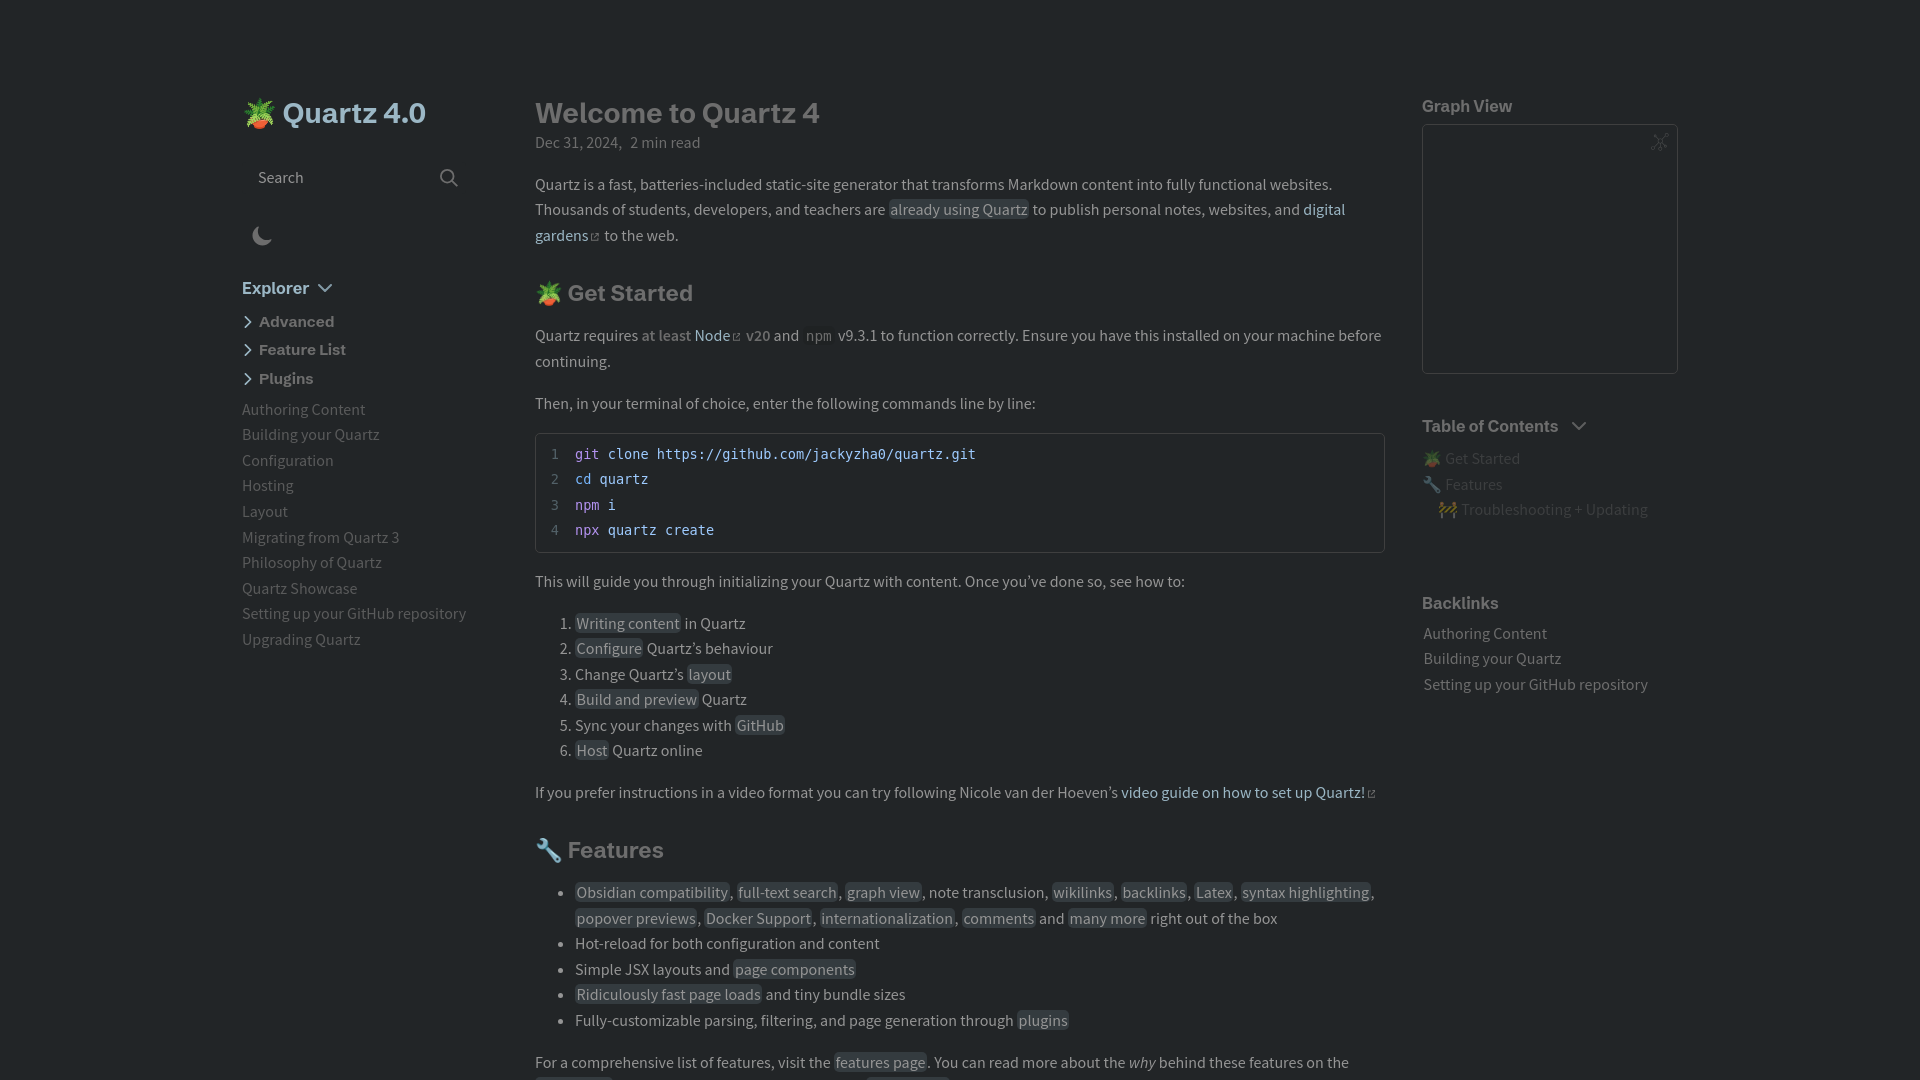 🪴 Quartz 4.0
Search
Explorer
Advanced
Feature List
Plugins
Authoring Content
Building your Quartz
Configuration
Hosting
Layout
Migrating from Quartz 3
Philosophy of Quartz
Quartz Showcase
Setting up your GitHub repository
Upgrading Quartz
Welcome to Quartz 4
Dec 31, 2024, 2 min read
Quartz is a fast, batteries-included static-site generator that transforms Markdown content into fully functional websites.
Thousands of students, developers, and teachers are already using Quartz to publish personal notes, websites, and digital
gardens to the web.
🪴 Get Started
Quartz requires at least Node v20 and npm v9.3.1 to function correctly. Ensure you have this installed on your machine before
continuing.
Then, in your terminal of choice, enter the following commands line by line:
1 git clone https://github.com/jackyzha0/quartz.git
2 cd quartz
3 npm i
4 npx quartz create
This will guide you through initializing your Quartz with content. Once you’ve done so, see how to:
1. Writing content in Quartz
2. Configure Quartz’s behaviour
3. Change Quartz’s layout
4. Build and preview Quartz
5. Sync your changes with GitHub
6. Host Quartz online
If you prefer instructions in a video format you can try following Nicole van der Hoeven’s video guide on how to set up Quartz!
🔧 Features
• Obsidian compatibility, full-text search, graph view, note transclusion, wikilinks, backlinks, Latex, syntax highlighting,
popover previews, Docker Support, internationalization, comments and many more right out of the box
• Hot-reload for both configuration and content
• Simple JSX layouts and page components
• Ridiculously fast page loads and tiny bundle sizes
• Fully-customizable parsing, filtering, and page generation through plugins
For a comprehensive list of features, visit the features page. You can read more about the why behind these features on the
Graph View
Table of Contents
🪴 Get Started
🔧 Features
🚧 Troubleshooting + Updating
Backlinks
Authoring Content
Building your Quartz
Setting up your GitHub repository